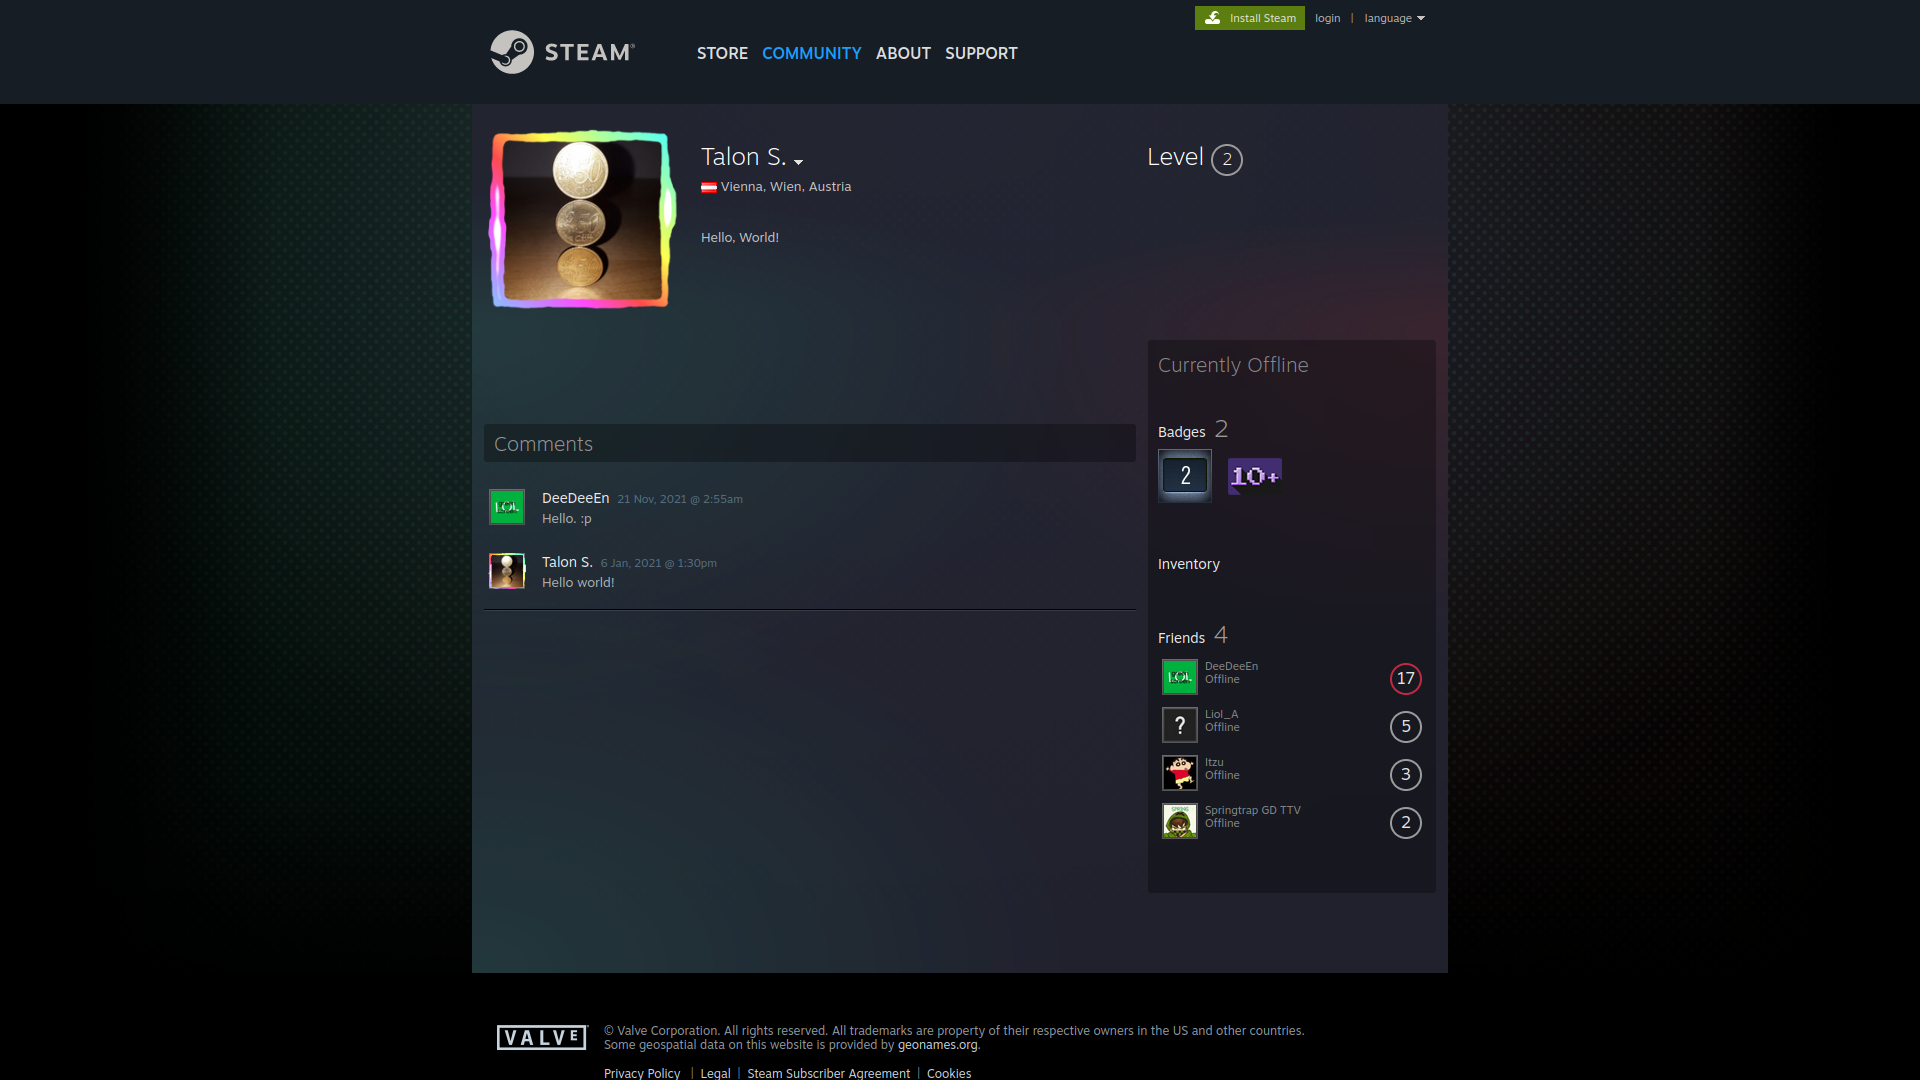 Install Steam
login | language
STEAM®
STORE COMMUNITY ABOUT SUPPORT
Talon S.
Vienna, Wien, Austria
Hello, World!
Level 2
Currently Offline
Badges 2
2
10+
Inventory
Friends 4
DeeDeeEn
Offline
17
Liol_A
Offline
5
Itzu
Offline
3
Springtrap GD TTV
Offline
2
Comments
DeeDeeEn 21 Nov, 2021 @ 2:55am
Hello. :p
Talon S. 6 Jan, 2021 @ 1:30pm
Hello world!
VALVE
© Valve Corporation. All rights reserved. All trademarks are property of their respective owners in the US and other countries.
Some geospatial data on this website is provided by geonames.org.
Privacy Policy | Legal | Steam Subscriber Agreement | Cookies